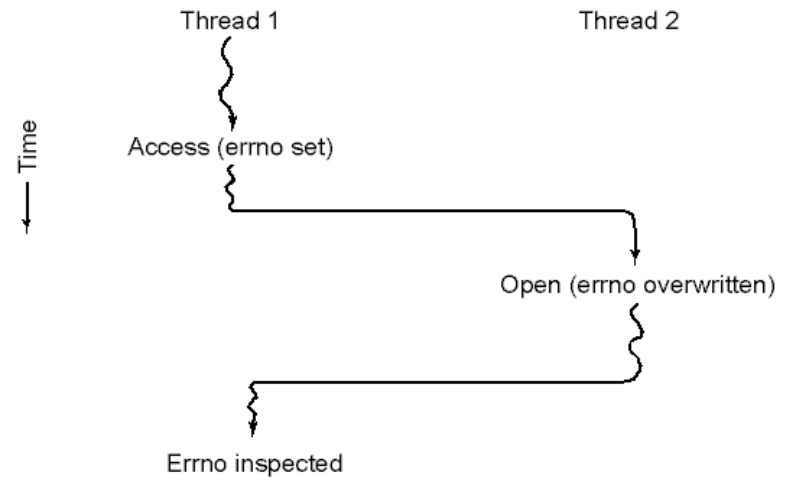 Thread 1
Thread 2
Time
Access (errno set)
Open (errno overwritten)
Errno inspected